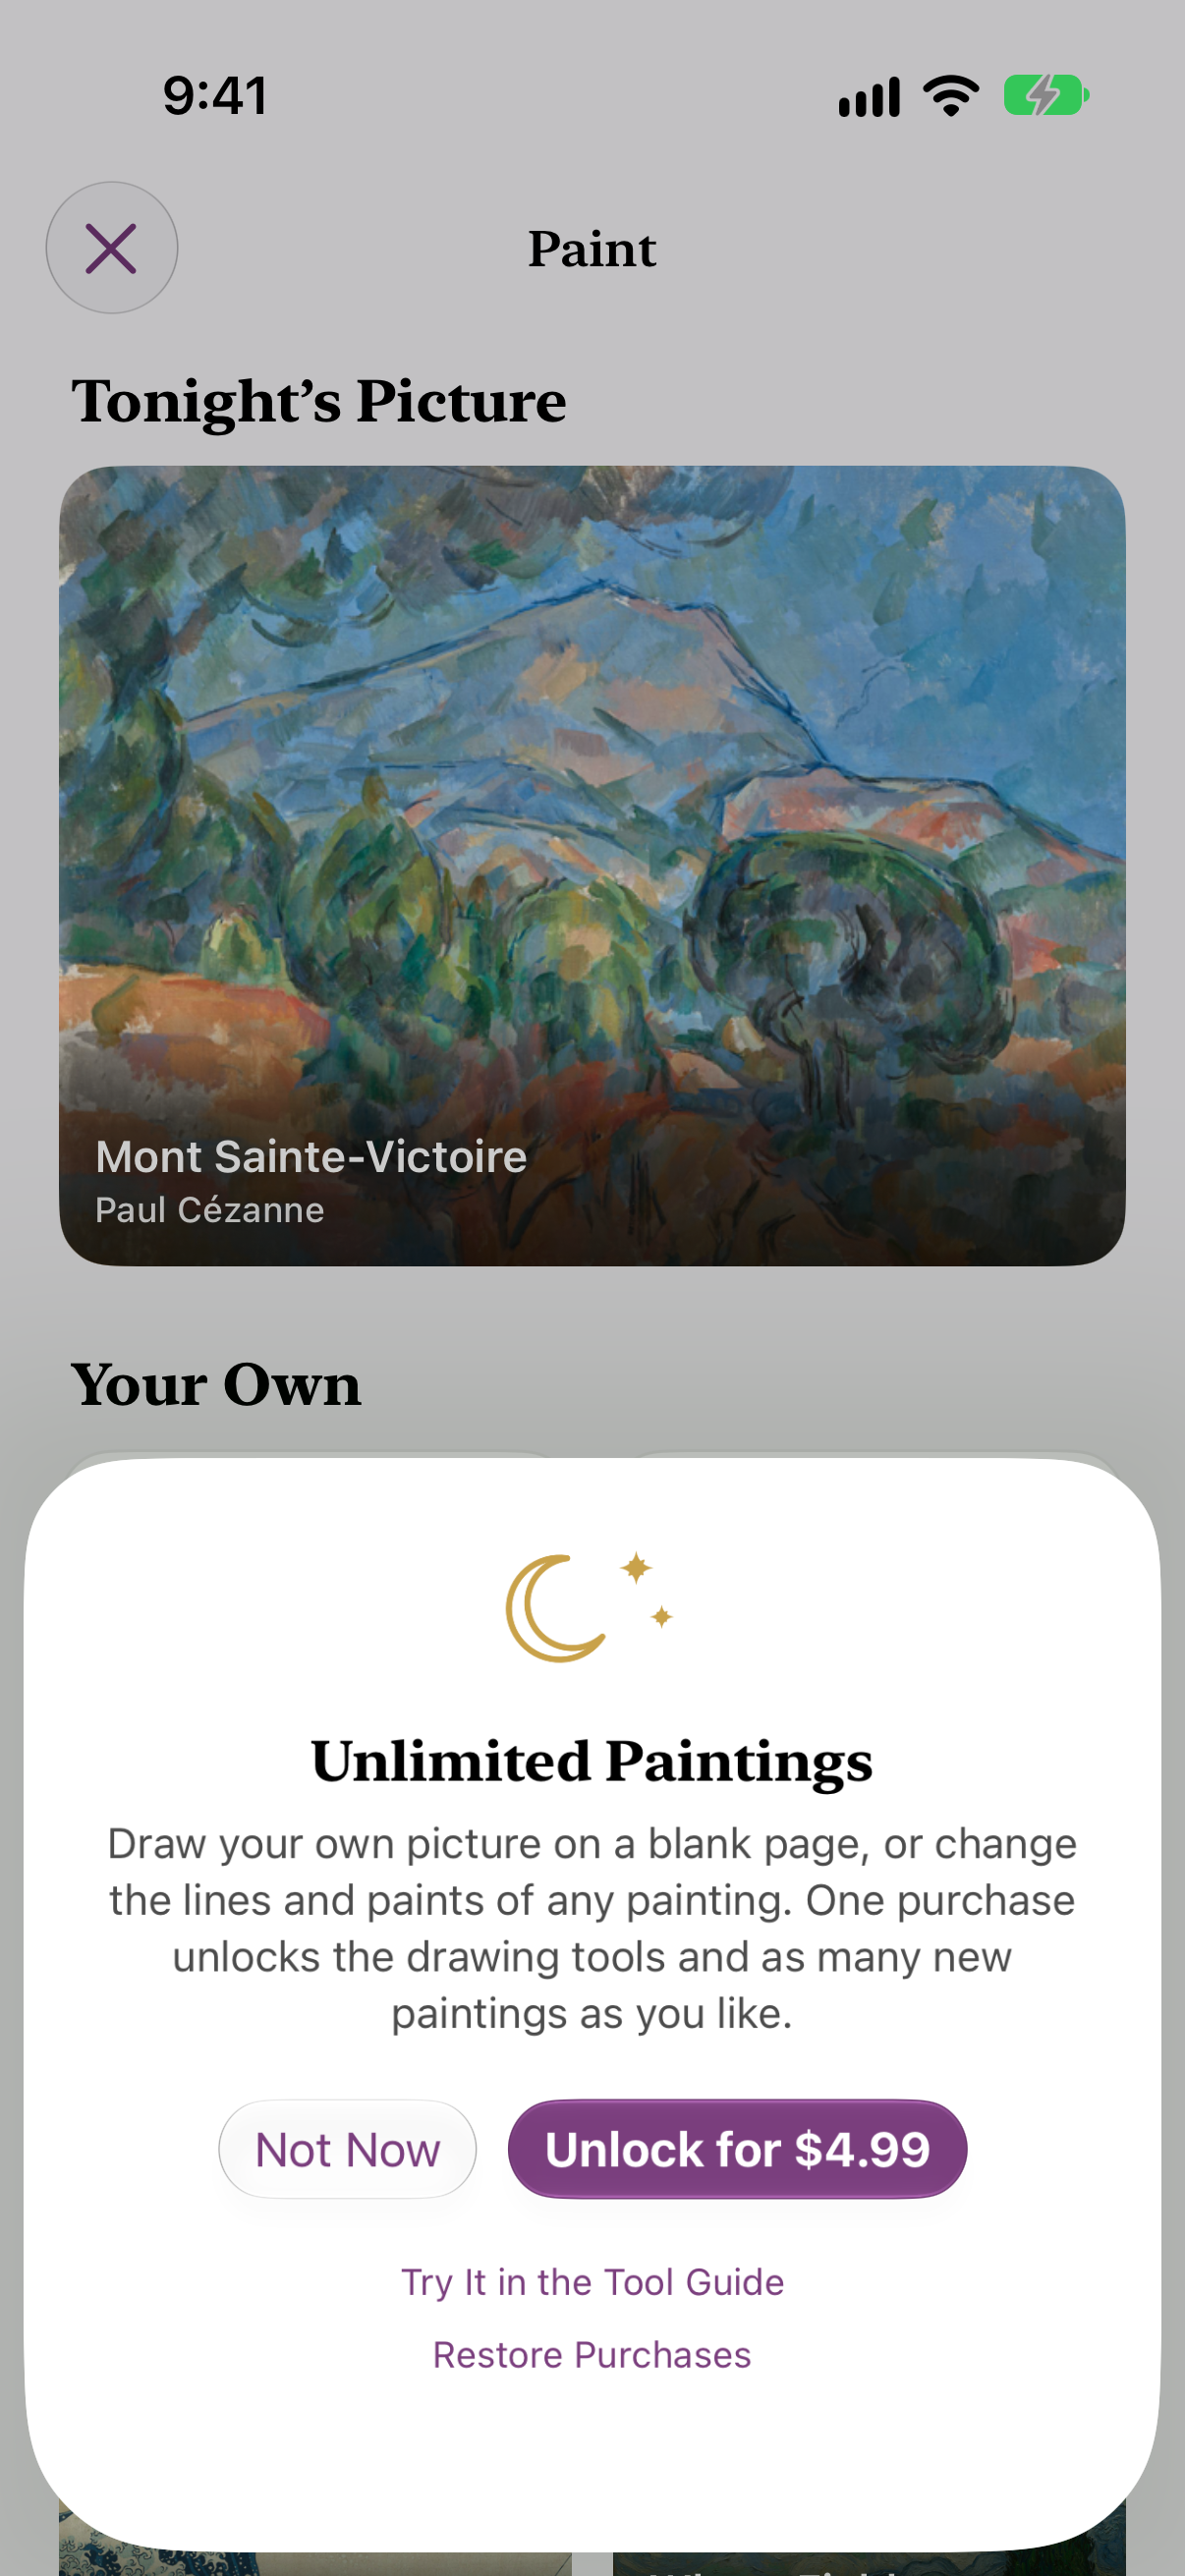 9:41
Paint
Tonight’s Picture
Mont Sainte-Victoire
Paul Cézanne
Your Own
Unlimited Paintings
Draw your own picture on a blank page, or change
the lines and paints of any painting. One purchase
unlocks the drawing tools and as many new
paintings as you like.
Not Now
Unlock for $4.99
Try It in the Tool Guide
Restore Purchases